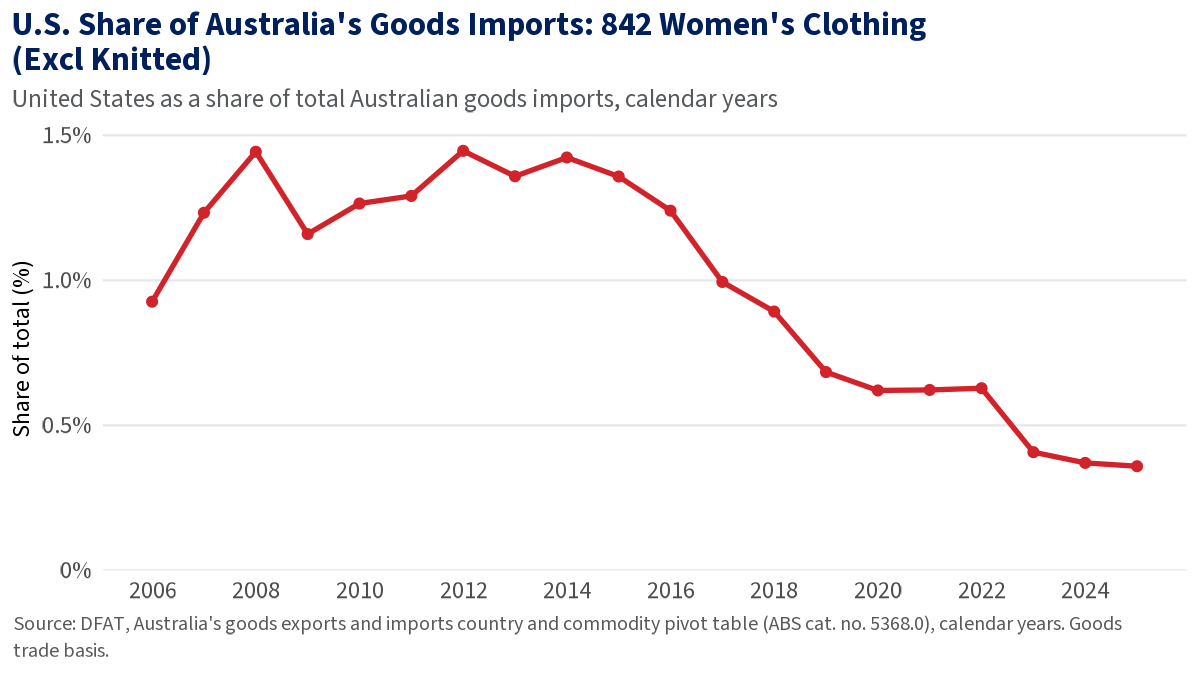 U.S. Share of Australia's Goods Imports: 842 Women's Clothing
(Excl Knitted)
United States as a share of total Australian goods imports, calendar years
Share of total (%)
1.5%
1.0%
0.5%
0%
2006 2008 2010 2012 2014 2016 2018 2020 2022 2024
Source: DFAT, Australia's goods exports and imports country and commodity pivot table (ABS cat. no. 5368.0), calendar years. Goods
trade basis.